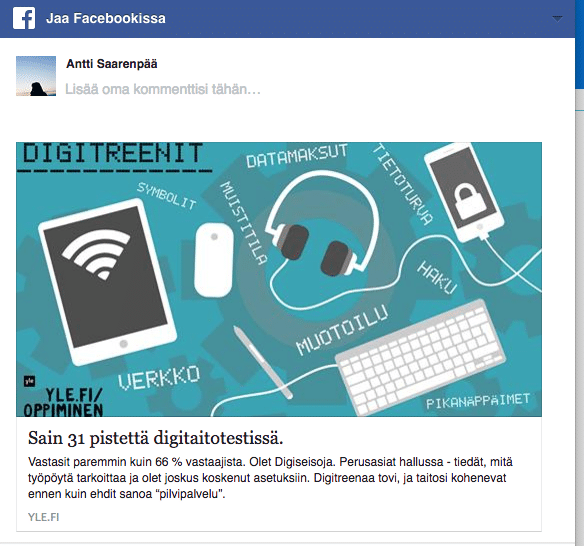 Jaa Facebookissa
Antti Saarenpää
Lisää oma kommenttisi tähän…
DIGITREENIT
DATAMAKSUT
TIETOTURVA
SYMBOLIT
MUISTITILA
HAKU
MUOTOILU
VERKKO
yle
YLE.FI/
OPPIMINEN
PIKANÄPPÄIMET
Sain 31 pistettä digitaitotestissä.
Vastasit paremmin kuin 66 % vastaajista. Olet Digiseisoja. Perusasiat hallussa - tiedät, mitä
työpöytä tarkoittaa ja olet joskus koskenut asetuksiin. Digitreenaa tovi, ja taitosi kohenevat
ennen kuin ehdit sanoa “pilvipalvelu”.
YLE.FI